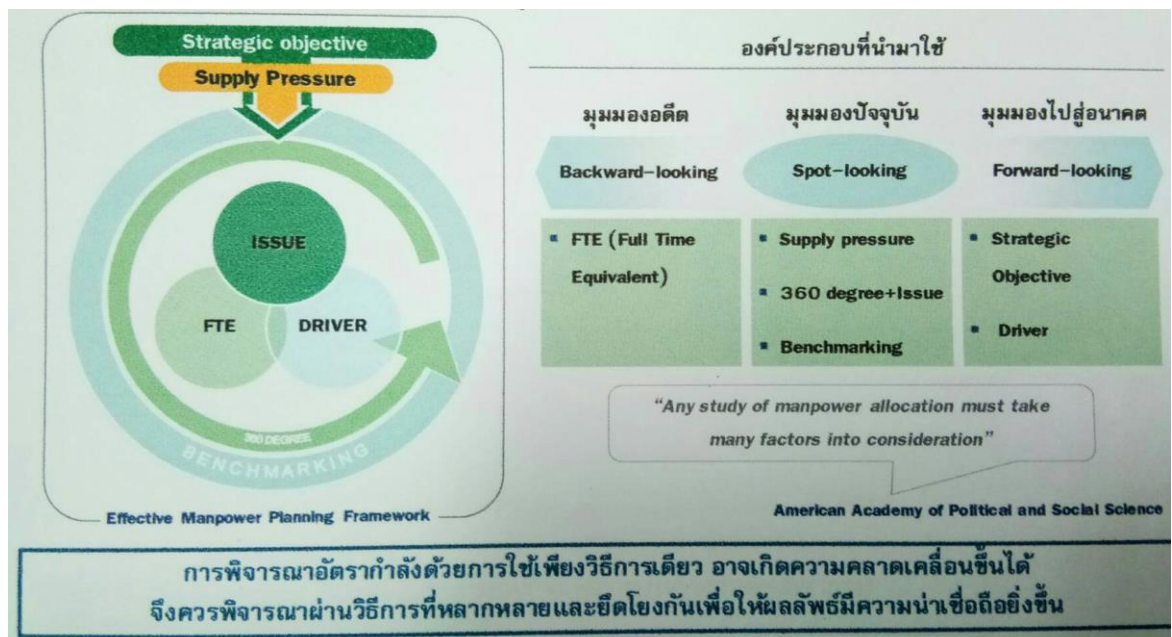 Strategic objective
Supply Pressure
ISSUE
FTE
DRIVER
360 DEGREE
BENCHMARKING
Effective Manpower Planning Framework
องค์ประกอบที่นำมาใช้
มุมมองอดีต
มุมมองปัจจุบัน
มุมมองไปสู่อนาคต
Backward-looking
Spot-looking
Forward-looking
▪ FTE (Full Time
Equivalent)
▪ Supply pressure
▪ 360 degree+Issue
▪ Benchmarking
▪ Strategic
Objective
▪ Driver
“Any study of manpower allocation must take
many factors into consideration”
American Academy of Political and Social Science
การพิจารณาอัตรากำลังด้วยการใช้เพียงวิธีการเดียว อาจเกิดความคลาดเคลื่อนขึ้นได้
จึงควรพิจารณาผ่านวิธีการที่หลากหลายและยึดโยงกันเพื่อให้ผลลัพธ์มีความน่าเชื่อถือยิ่งขึ้น